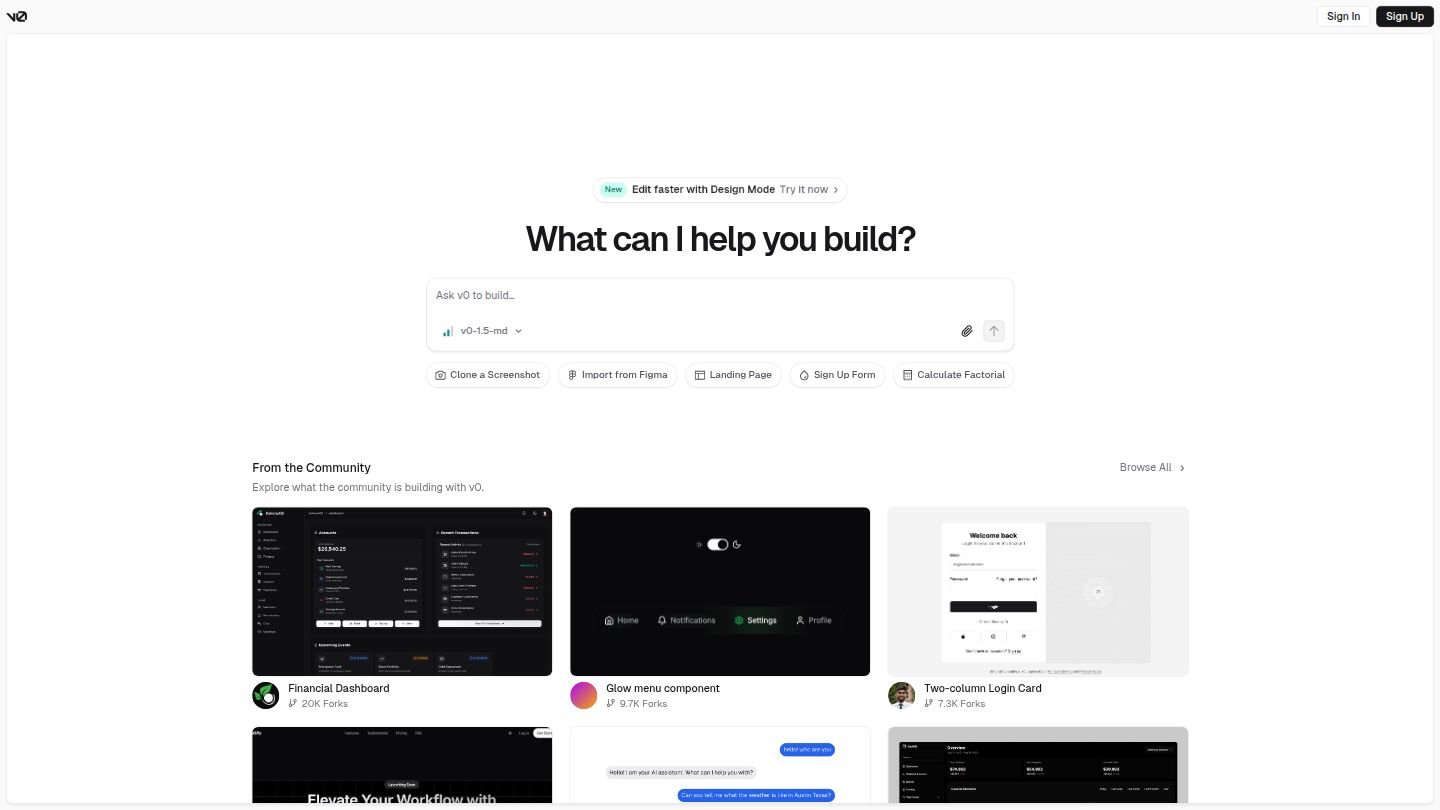 v0
Sign In
Sign Up
New Edit faster with Design Mode Try it now
What can I help you build?
Ask v0 to build...
v0-1.5-md
Clone a Screenshot
Import from Figma
Landing Page
Sign Up Form
Calculate Factorial
From the Community
Browse All
Explore what the community is building with v0.
Accounts
$26,540.25
Recent Transactions
Upcoming Events
Home
Notifications
Settings
Profile
Welcome back
Password
Login
Financial Dashboard
20K Forks
Glow menu component
9.7K Forks
Two-column Login Card
7.3K Forks
Features
Testimonials
Pricing
FAQ
Log in
Elevate Your Workflow with
hello! who are you
Hello! I am your AI assistant. What can I help you with?
Can you tell me what the weather is like in Austin Texas?
Overview